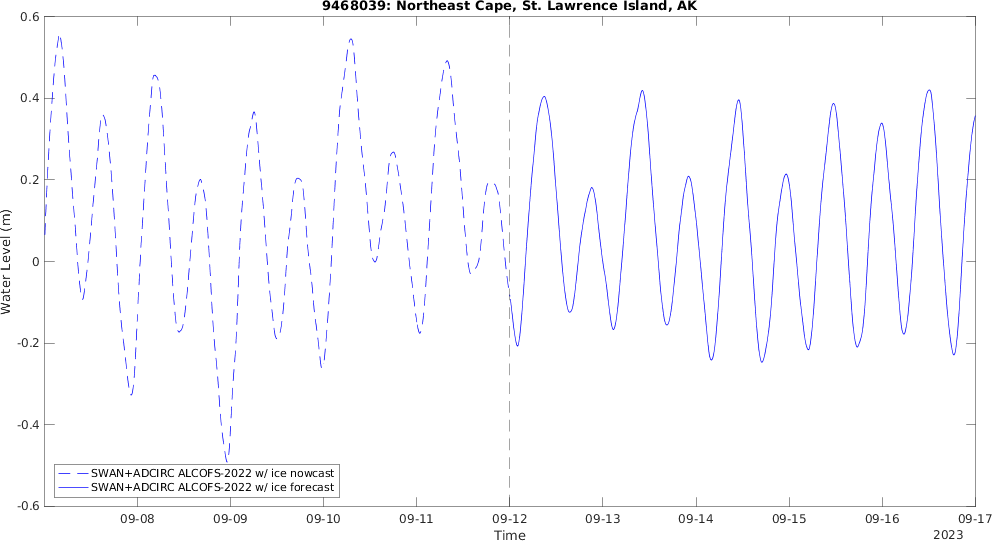 9468039: Northeast Cape, St. Lawrence Island, AK
0.6
0.4
0.2
0
-0.2
-0.4
-0.6
Water Level (m)
SWAN+ADCIRC ALCOFS-2022 w/ ice nowcast
SWAN+ADCIRC ALCOFS-2022 w/ ice forecast
09-08 09-09 09-10 09-11 09-12 09-13 09-14 09-15 09-16 09-17
Time
2023